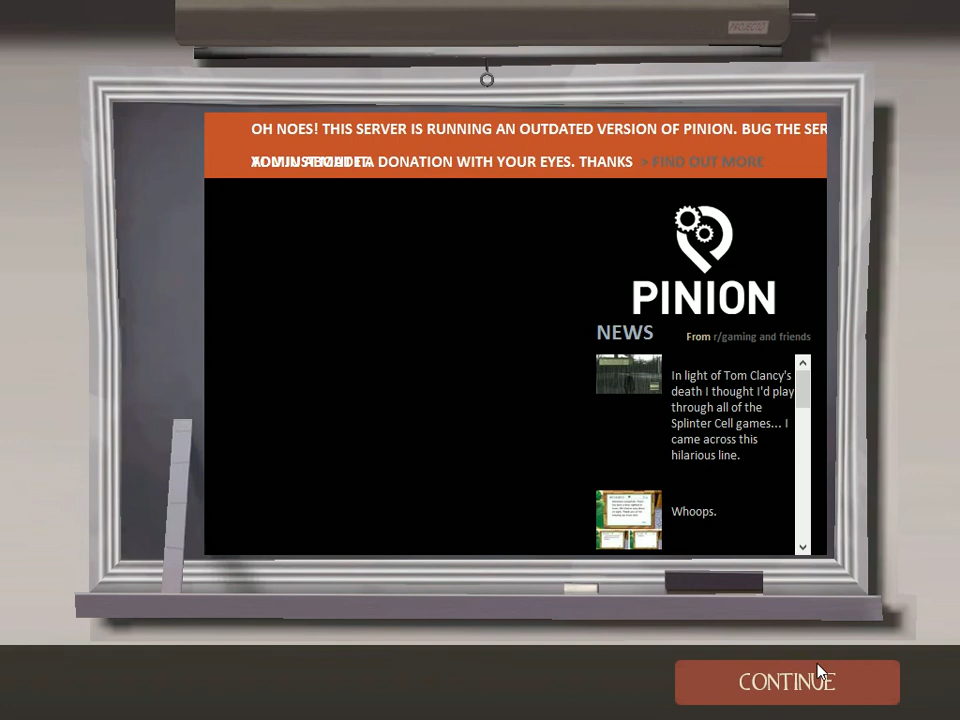 OH NOES! THIS SERVER IS RUNNING AN OUTDATED VERSION OF PINION. BUG THE SER
A DONATION WITH YOUR EYES. THANKS > FIND OUT MORE
PINION
NEWS
From r/gaming and friends
In light of Tom Clancy's
death I thought I'd play
through all of the
Splinter Cell games... I
came across this
hilarious line.
Whoops.
CONTINUE